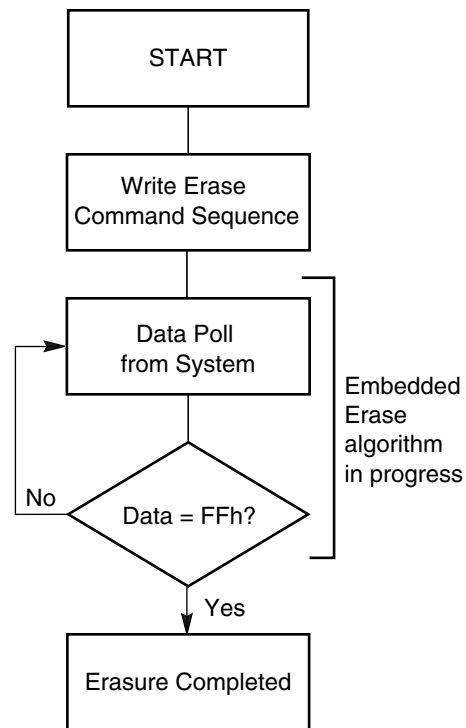 START
Write Erase
Command Sequence
Data Poll
from System
Embedded
Erase
algorithm
in progress
No
Data = FFh?
Yes
Erasure Completed